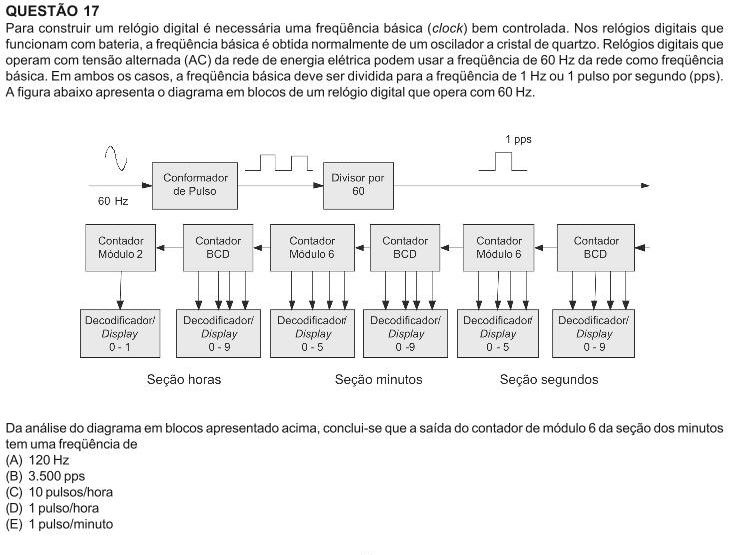 QUESTÃO 17
Para construir um relógio digital é necessária uma freqüência básica (clock) bem controlada. Nos relógios digitais que
funcionam com bateria, a freqüência básica é obtida normalmente de um oscilador a cristal de quartzo. Relógios digitais que
operam com tensão alternada (AC) da rede de energia elétrica podem usar a freqüência de 60 Hz da rede como freqüência
básica. Em ambos os casos, a freqüência básica deve ser dividida para a freqüência de 1 Hz ou 1 pulso por segundo (pps).
A figura abaixo apresenta o diagrama em blocos de um relógio digital que opera com 60 Hz.
1 pps
Conformador
de Pulso
Divisor por
60
60 Hz
Contador
Módulo 2
Contador
BCD
Contador
Módulo 6
Contador
BCD
Contador
Módulo 6
Contador
BCD
Decodificador/
Display
0 - 1
Decodificador/
Display
0 - 9
Decodificador/
Display
0 - 5
Decodificador/
Display
0 -9
Decodificador/
Display
0 - 5
Decodificador/
Display
0 - 9
Seção horas
Seção minutos
Seção segundos
Da análise do diagrama em blocos apresentado acima, conclui-se que a saída do contador de módulo 6 da seção dos minutos
tem uma freqüência de
(A) 120 Hz
(B) 3.500 pps
(C) 10 pulsos/hora
(D) 1 pulso/hora
(E) 1 pulso/minuto